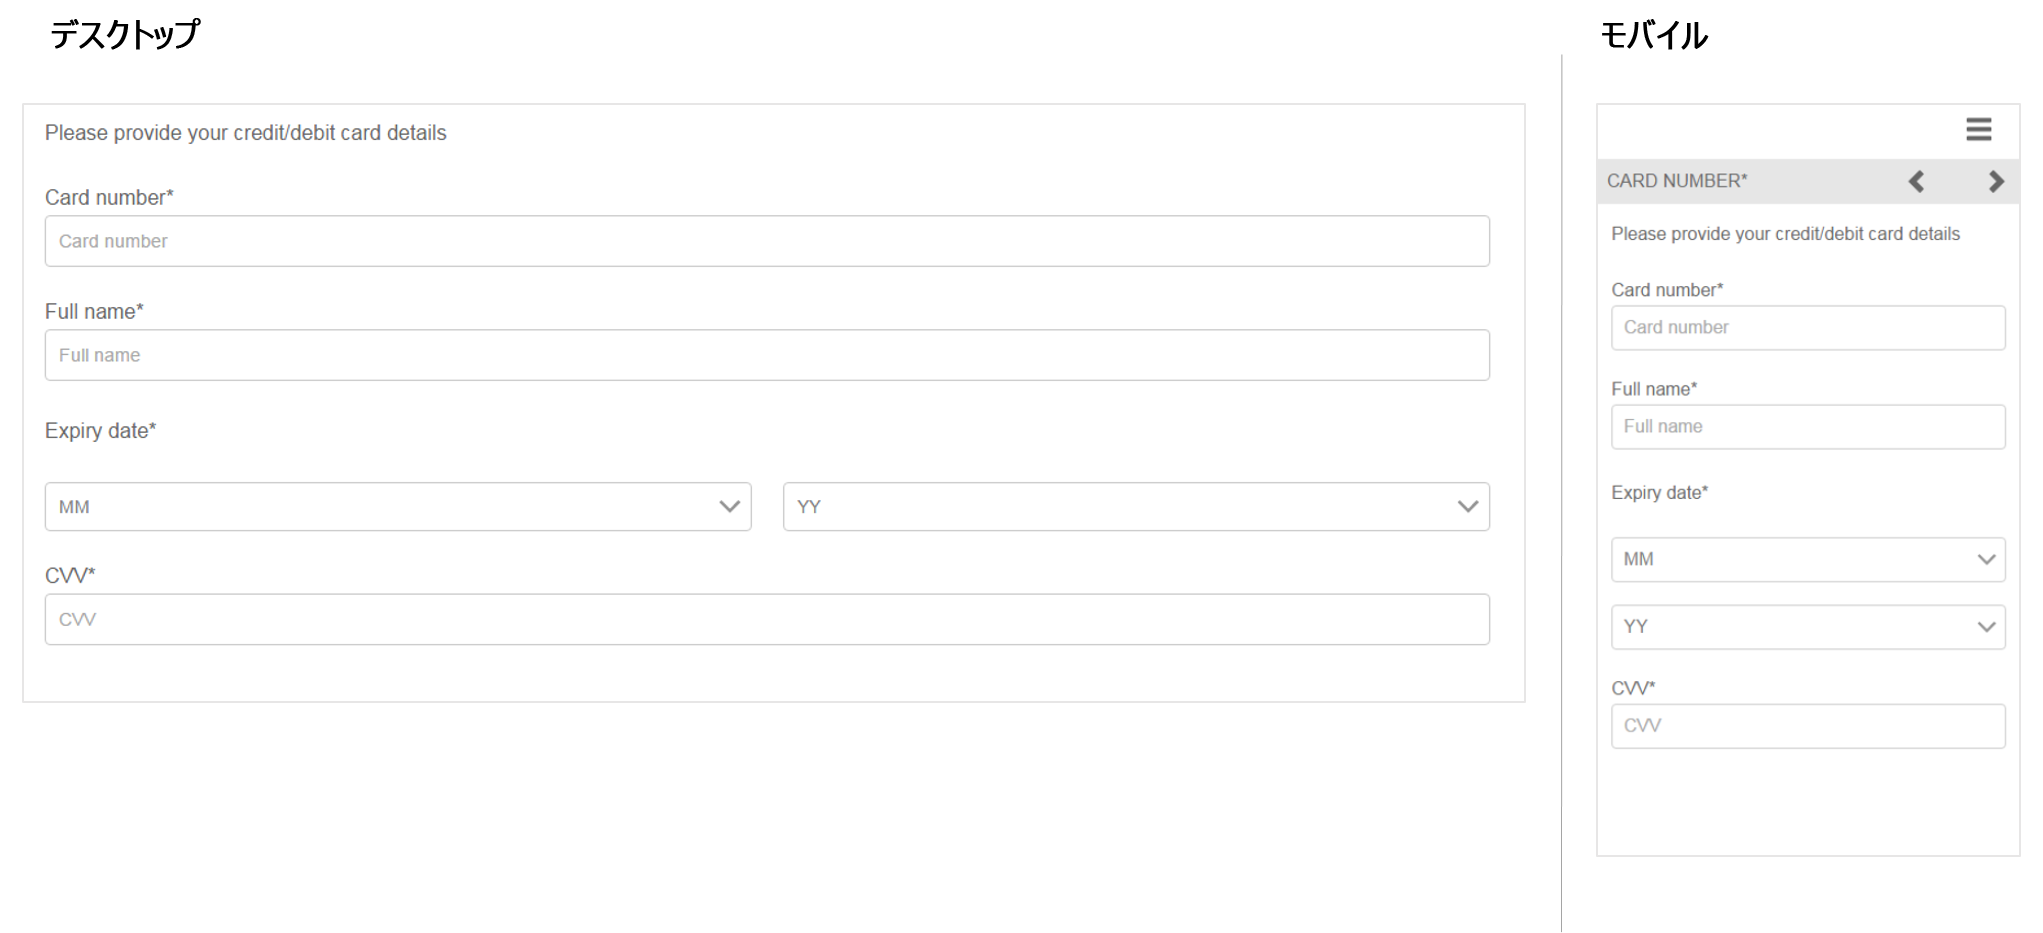 デスクトップ
Please provide your credit/debit card details
Card number*
Card number
Full name*
Full name
Expiry date*
MM
YY
CVV*
CVV
モバイル
CARD NUMBER*
Please provide your credit/debit card details
Card number*
Card number
Full name*
Full name
Expiry date*
MM
YY
CVV*
CVV